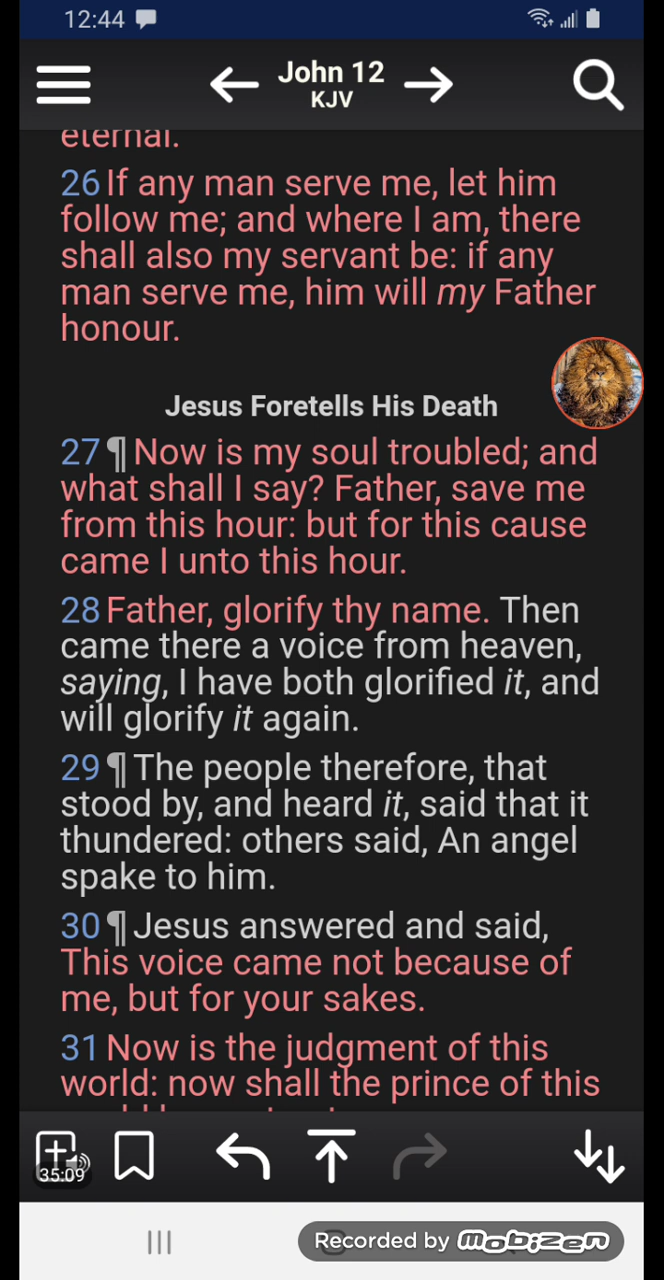 12:44
John 12
KJV
eternal.
26 If any man serve me, let him
follow me; and where I am, there
shall also my servant be: if any
man serve me, him will my Father
honour.
Jesus Foretells His Death
27 ¶ Now is my soul troubled; and
what shall I say? Father, save me
from this hour: but for this cause
came I unto this hour.
28 Father, glorify thy name. Then
came there a voice from heaven,
saying, I have both glorified it, and
will glorify it again.
29 ¶ The people therefore, that
stood by, and heard it, said that it
thundered: others said, An angel
spake to him.
30 ¶ Jesus answered and said,
This voice came not because of
me, but for your sakes.
31 Now is the judgment of this
world: now shall the prince of this
35:09
Recorded by mobizen